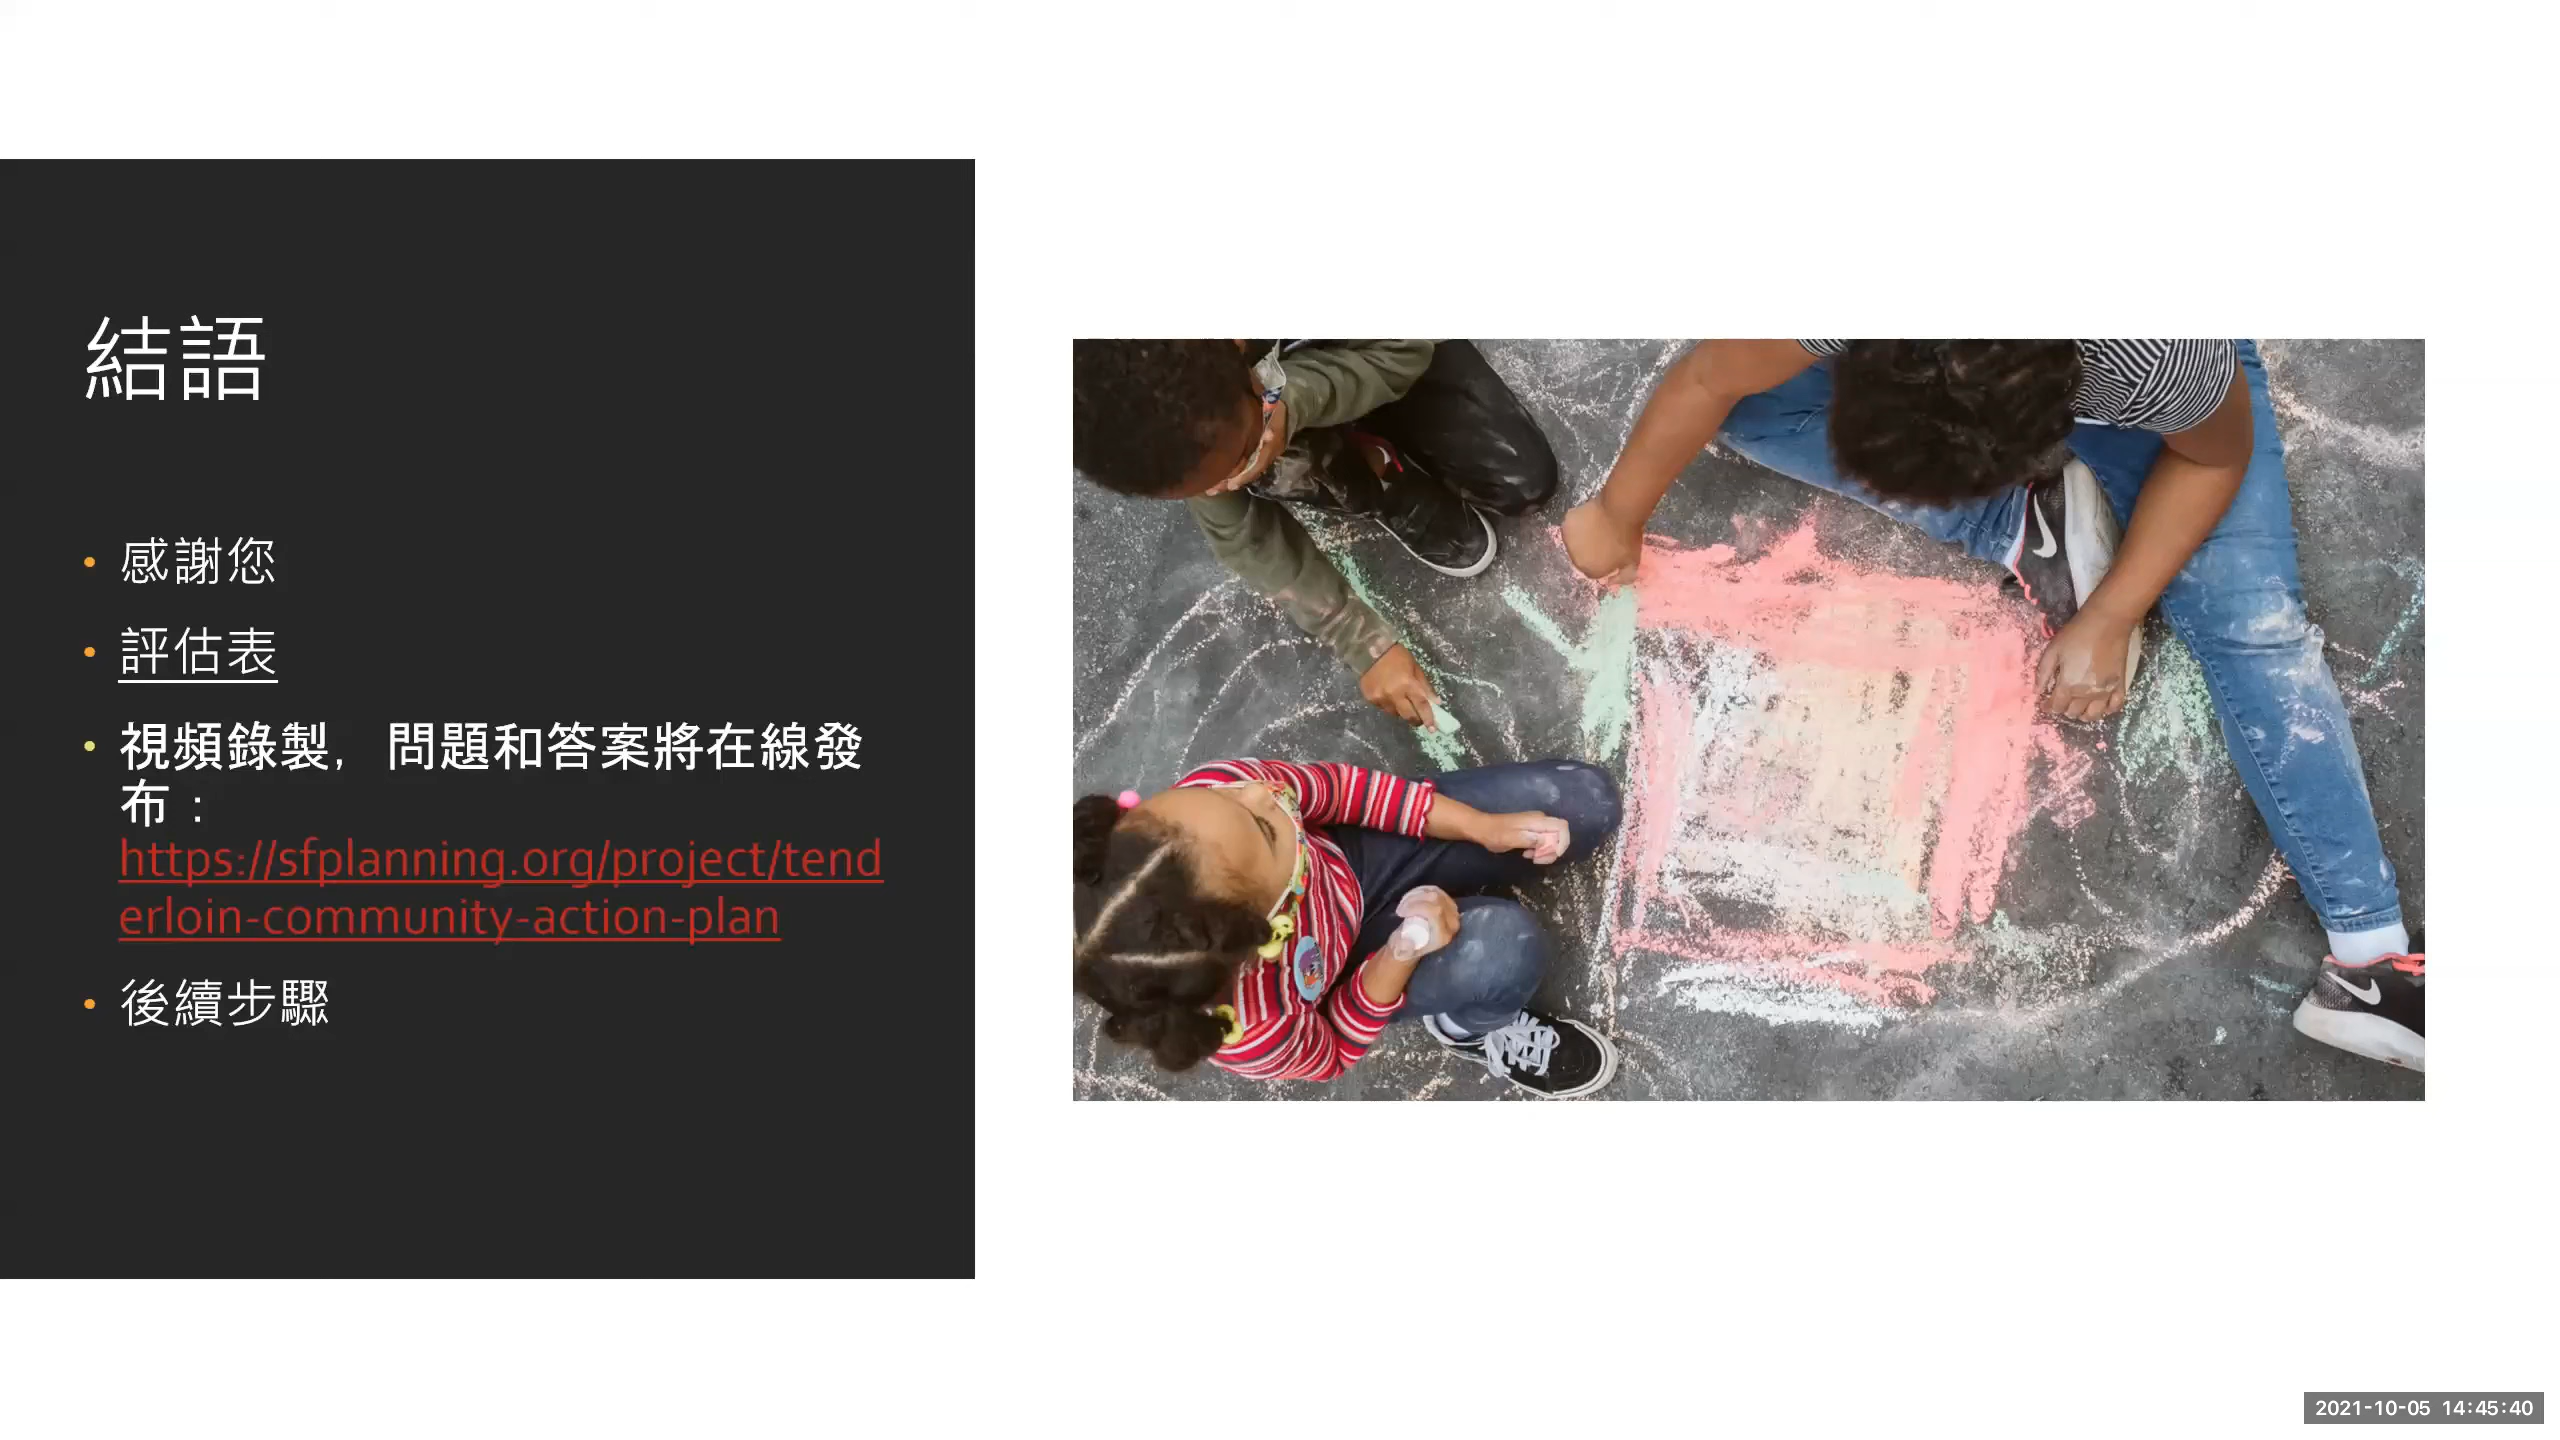 結語
感謝您
評估表
視頻錄製，問題和答案將在線發
布：
https://sfplanning.org/project/tend
erloin-community-action-plan
後續步驟
2021-10-05 14:45:40